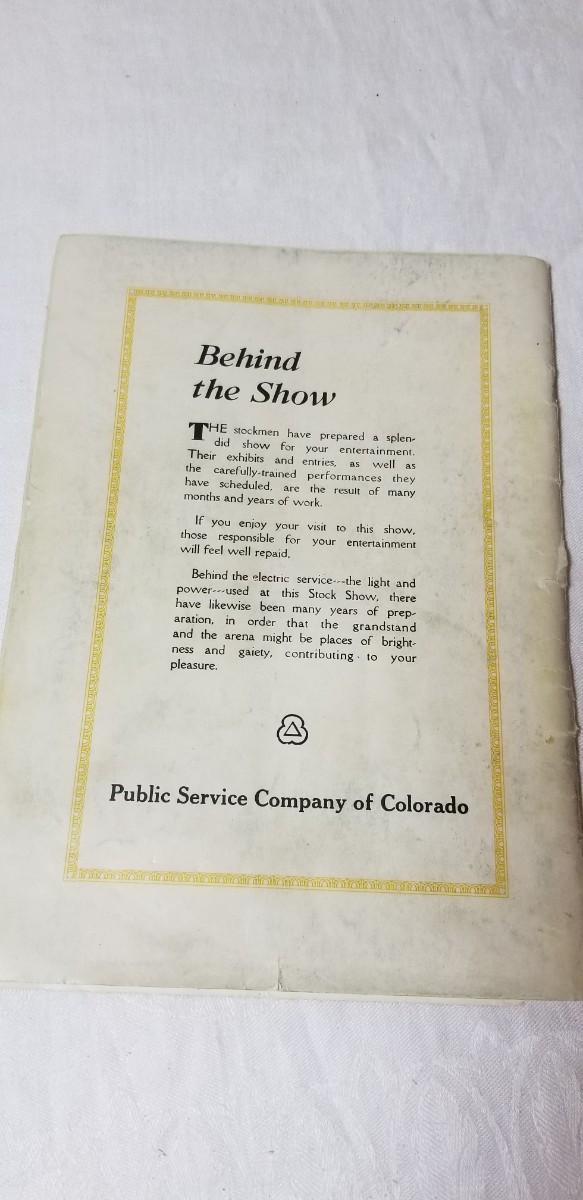 Behind
the Show
THE stockmen have prepared a splen-
did show for your entertainment.
Their exhibits and entries, as well as
the carefully-trained performances they
have scheduled, are the result of many
months and years of work.
If you enjoy your visit to this show,
those responsible for your entertainment
will feel well repaid.
Behind the electric service---the light and
power---used at this Stock Show, there
have likewise been many years of prep-
aration, in order that the grandstand
and the arena might be places of bright-
ness and gaiety, contributing to your
pleasure.
Public Service Company of Colorado